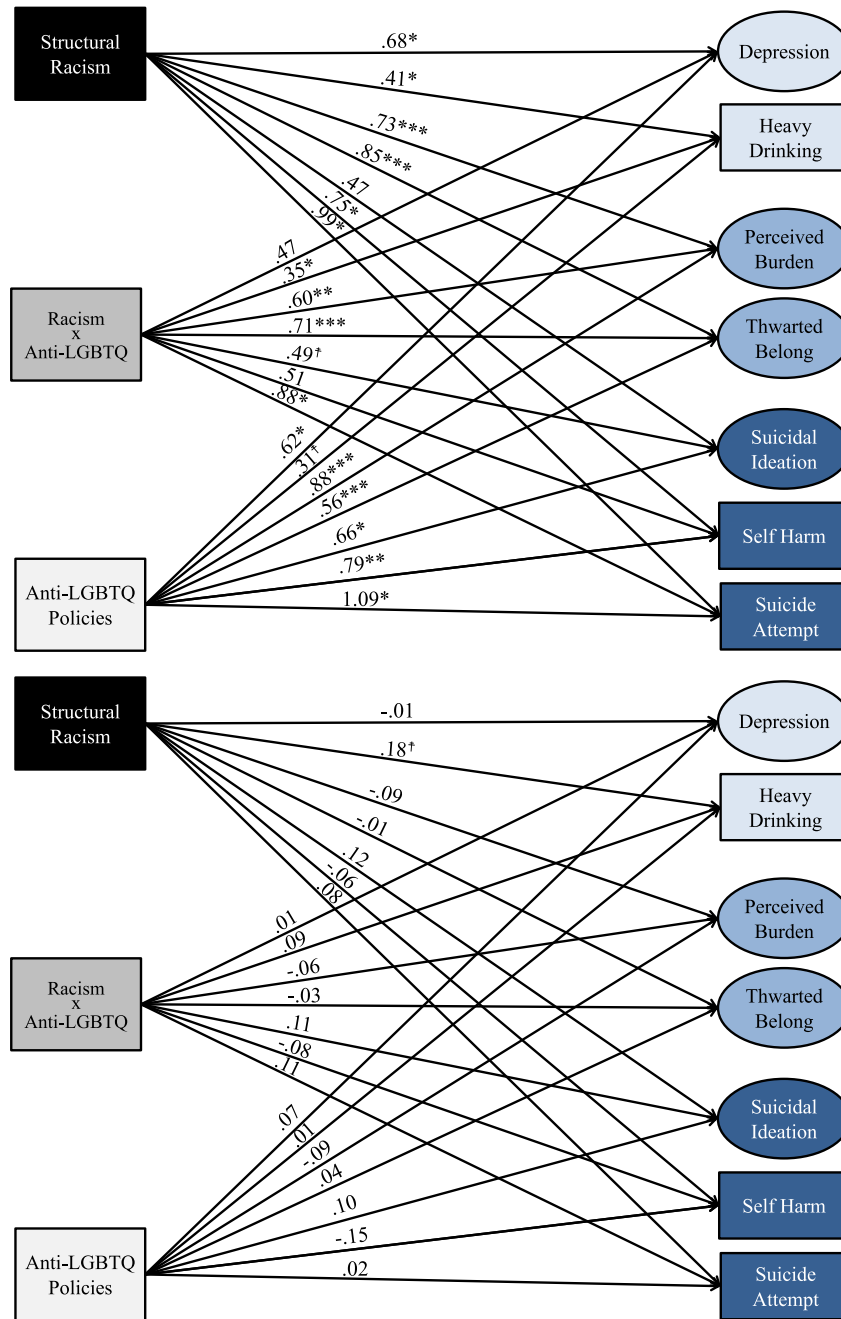 Structural
Racism
.68*
.41*
.73***
.85***
.47
.75*
.99*
Depression
Heavy
Drinking
Racism
x
Anti-LGBTQ
.47
.35*
.60**
.71***
.49†
.51
.88*
Perceived
Burden
Thwarted
Belong
Anti-LGBTQ
Policies
.62*
.31†
.88***
.56***
.66*
.79**
1.09*
Suicidal
Ideation
Self Harm
Suicide
Attempt
Structural
Racism
-.01
.18†
-.09
-.01
.12
-.06
.08
Depression
Heavy
Drinking
Racism
x
Anti-LGBTQ
.01
.09
-.06
-.03
.11
-.08
.11
Perceived
Burden
Thwarted
Belong
Anti-LGBTQ
Policies
.07
.01
-.09
.04
.10
-.15
.02
Suicidal
Ideation
Self Harm
Suicide
Attempt